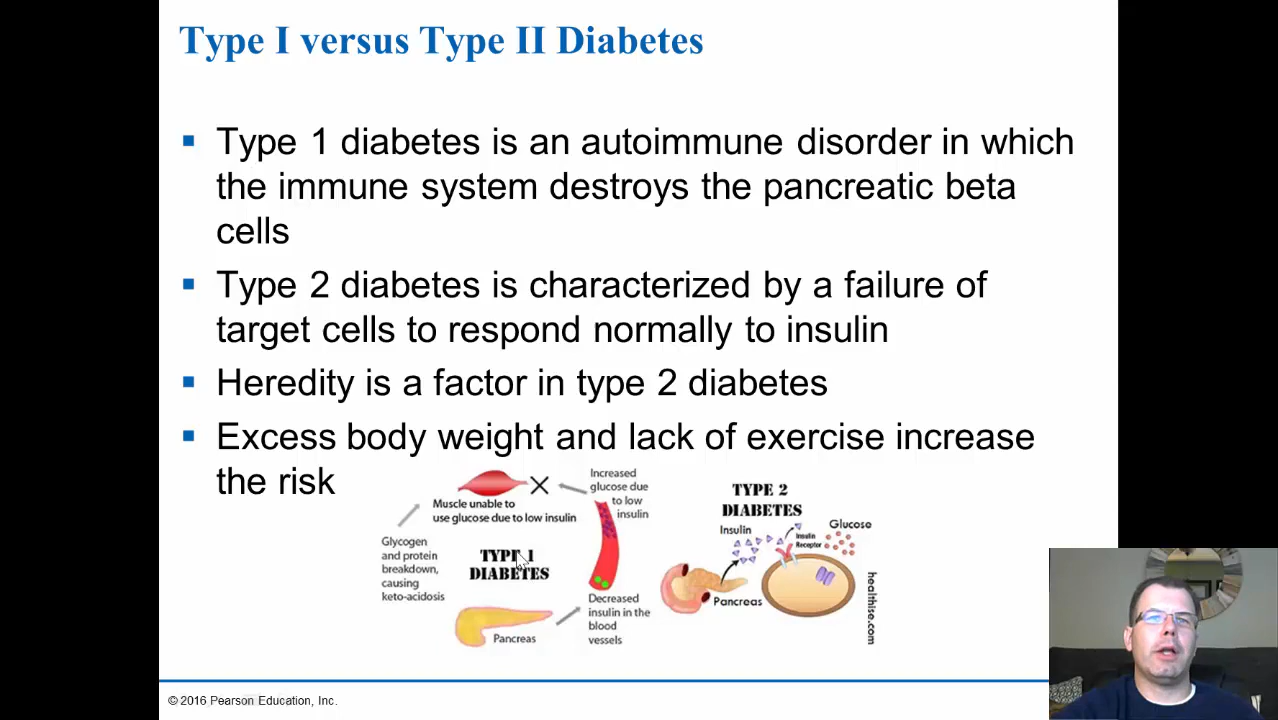 Type I versus Type II Diabetes
Type 1 diabetes is an autoimmune disorder in which
the immune system destroys the pancreatic beta
cells
Type 2 diabetes is characterized by a failure of
target cells to respond normally to insulin
Heredity is a factor in type 2 diabetes
Excess body weight and lack of exercise increase
the risk
Increased
glucose due
to low
insulin
Muscle unable to
use glucose due to low insulin
Glycogen
and protein
breakdown,
causing
keto-acidosis
TYPE 1
DIABETES
Decreased
insulin in the
blood
vessels
Pancreas
TYPE 2
DIABETES
Insulin
Insulin
Receptor
Glucose
Pancreas
healthise.com
© 2016 Pearson Education, Inc.